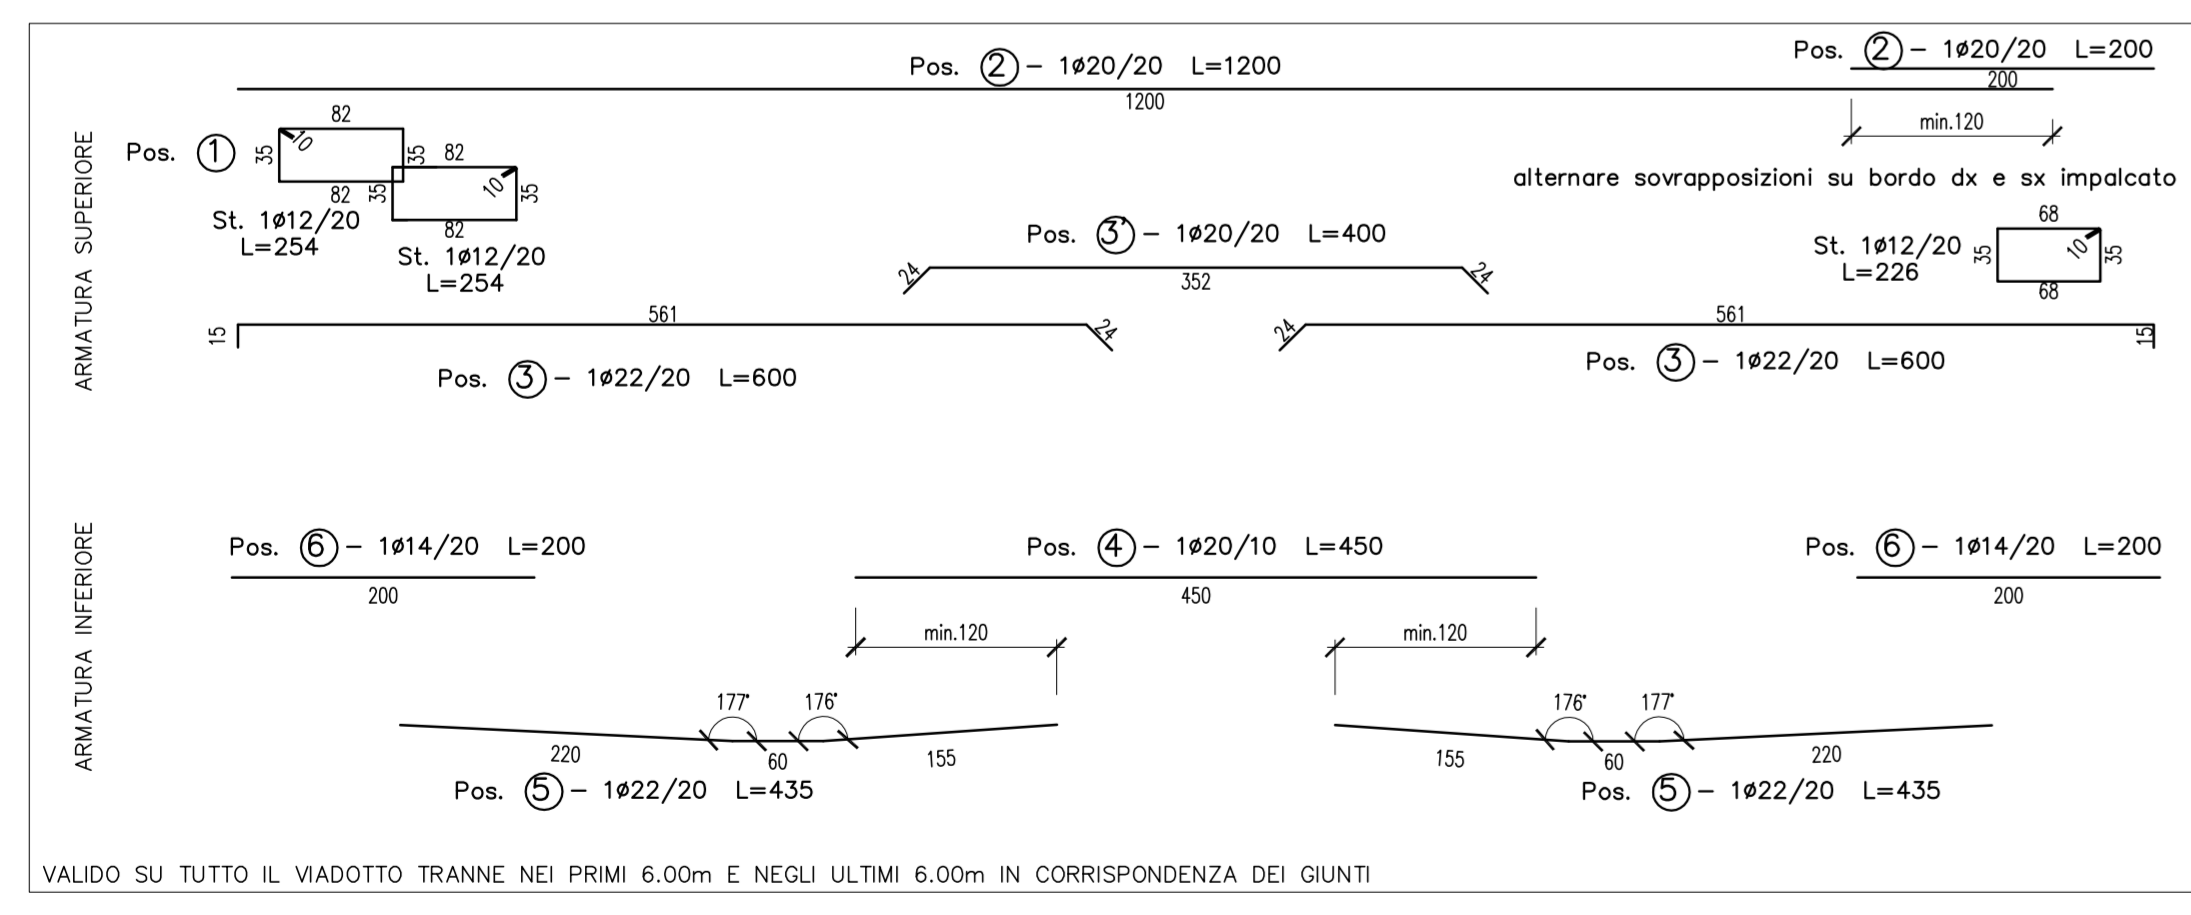 Pos. 2 – 1ø20/20 L=1200
1200
Pos. 2 – 1ø20/20 L=200
200
min.120
alternare sovrapposizioni su bordo dx e sx impalcato
ARMATURA SUPERIORE
Pos. 1
82
10
35
35
82
St. 1ø12/20
L=254
82
10
35
35
82
St. 1ø12/20
L=254
Pos. 3' – 1ø20/20 L=400
24
352
24
St. 1ø12/20
L=226
68
10
35
35
68
15
561
24
Pos. 3 – 1ø22/20 L=600
24
561
15
Pos. 3 – 1ø22/20 L=600
ARMATURA INFERIORE
Pos. 6 – 1ø14/20 L=200
200
Pos. 4 – 1ø20/10 L=450
450
Pos. 6 – 1ø14/20 L=200
200
min.120
min.120
177°
176°
220
60
155
Pos. 5 – 1ø22/20 L=435
176°
177°
155
60
220
Pos. 5 – 1ø22/20 L=435
VALIDO SU TUTTO IL VIADOTTO TRANNE NEI PRIMI 6.00m E NEGLI ULTIMI 6.00m IN CORRISPONDENZA DEI GIUNTI